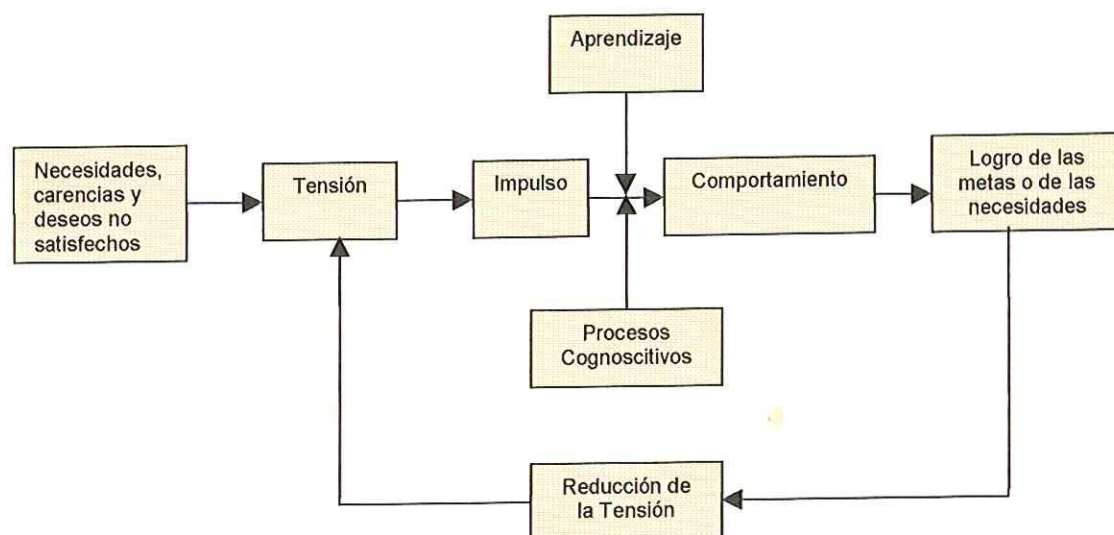 Aprendizaje
Necesidades,
carencias y
deseos no
satisfechos
Tensión
Impulso
Comportamiento
Logro de las
metas o de las
necesidades
Procesos
Cognoscitivos
Reducción de
la Tensión